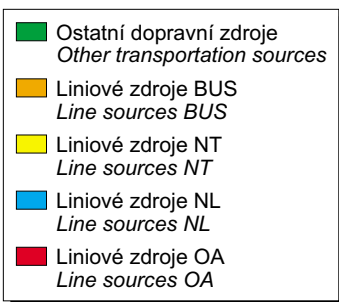 Ostatní dopravní zdroje
Other transportation sources
Liniové zdroje BUS
Line sources BUS
Liniové zdroje NT
Line sources NT
Liniové zdroje NL
Line sources NL
Liniové zdroje OA
Line sources OA